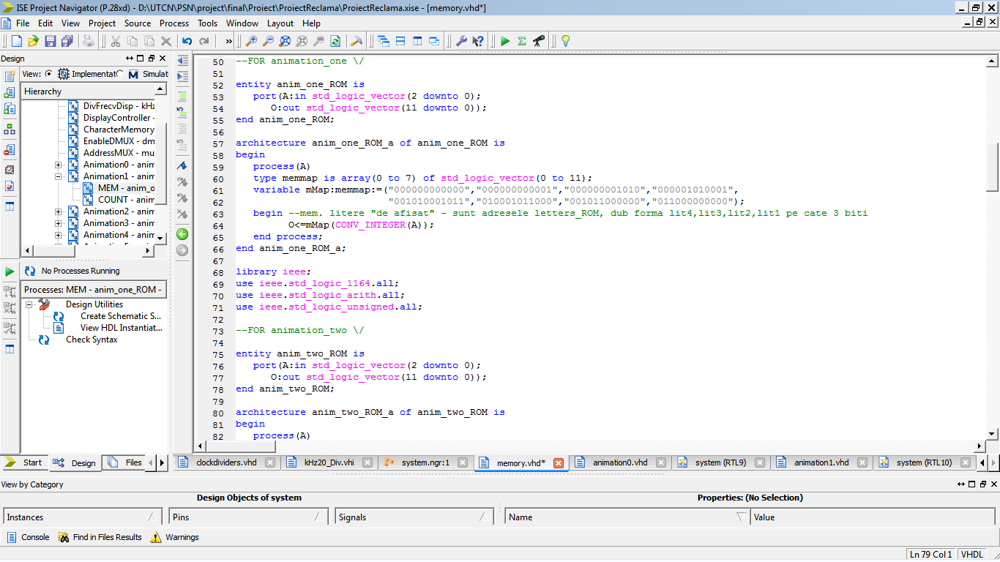 ISE Project Navigator (P.28xd) - D:\UTCN\PSN\project\final\Proiect\ProiectReclama\ProiectReclama.xise - [memory.vhd*]
File Edit View Project Source Process Tools Window Layout Help
Design
View: Implementat Simulat
Hierarchy
DivFrecvDisp - kHz
DisplayController -
CharacterMemory
EnableDMUX - dm
AddressMUX - mu
Animation0 - anim
Animation1 - anim
MEM - anim_o
COUNT - anim
Animation2 - anim
Animation3 - anim
Animation4 - anim
No Processes Running
Processes: MEM - anim_one_ROM -
Design Utilities
Create Schematic S...
View HDL Instantiat...
Check Syntax
Start Design Files
50 --FOR animation_one \/
51
52 entity anim_one_ROM is
53 port(A:in std_logic_vector(2 downto 0);
54 O:out std_logic_vector(11 downto 0));
55 end anim_one_ROM;
56
57 architecture anim_one_ROM_a of anim_one_ROM is
58 begin
59 process(A)
60 type memmap is array(0 to 7) of std_logic_vector(0 to 11);
61 variable mMap:memmap:=("000000000000","000000000001","000000001010","000001010001",
62 "001010001011","010001011000","001011000000","011000000000");
63 begin --mem. litere "de afisat" - sunt adresele letters_ROM, dub forma lit4,lit3,lit2,lit1 pe cate 3 biti
64 O<=mMap(CONV_INTEGER(A));
65 end process;
66 end anim_one_ROM_a;
67
68 library ieee;
69 use ieee.std_logic_1164.all;
70 use ieee.std_logic_arith.all;
71 use ieee.std_logic_unsigned.all;
72
73 --FOR animation_two \/
74
75 entity anim_two_ROM is
76 port(A:in std_logic_vector(2 downto 0);
77 O:out std_logic_vector(11 downto 0));
78 end anim_two_ROM;
79
80 architecture anim_two_ROM_a of anim_two_ROM is
81 begin
82 process(A)
clockdividers.vhd kHz20_Div.vhi system.ngr:1 memory.vhd* animation0.vhd system (RTL9) animation1.vhd system (RTL10)
View by Category
Design Objects of system Properties: (No Selection)
Instances Pins Signals Name Value
Console Find in Files Results Warnings
Ln 79 Col 1 VHDL